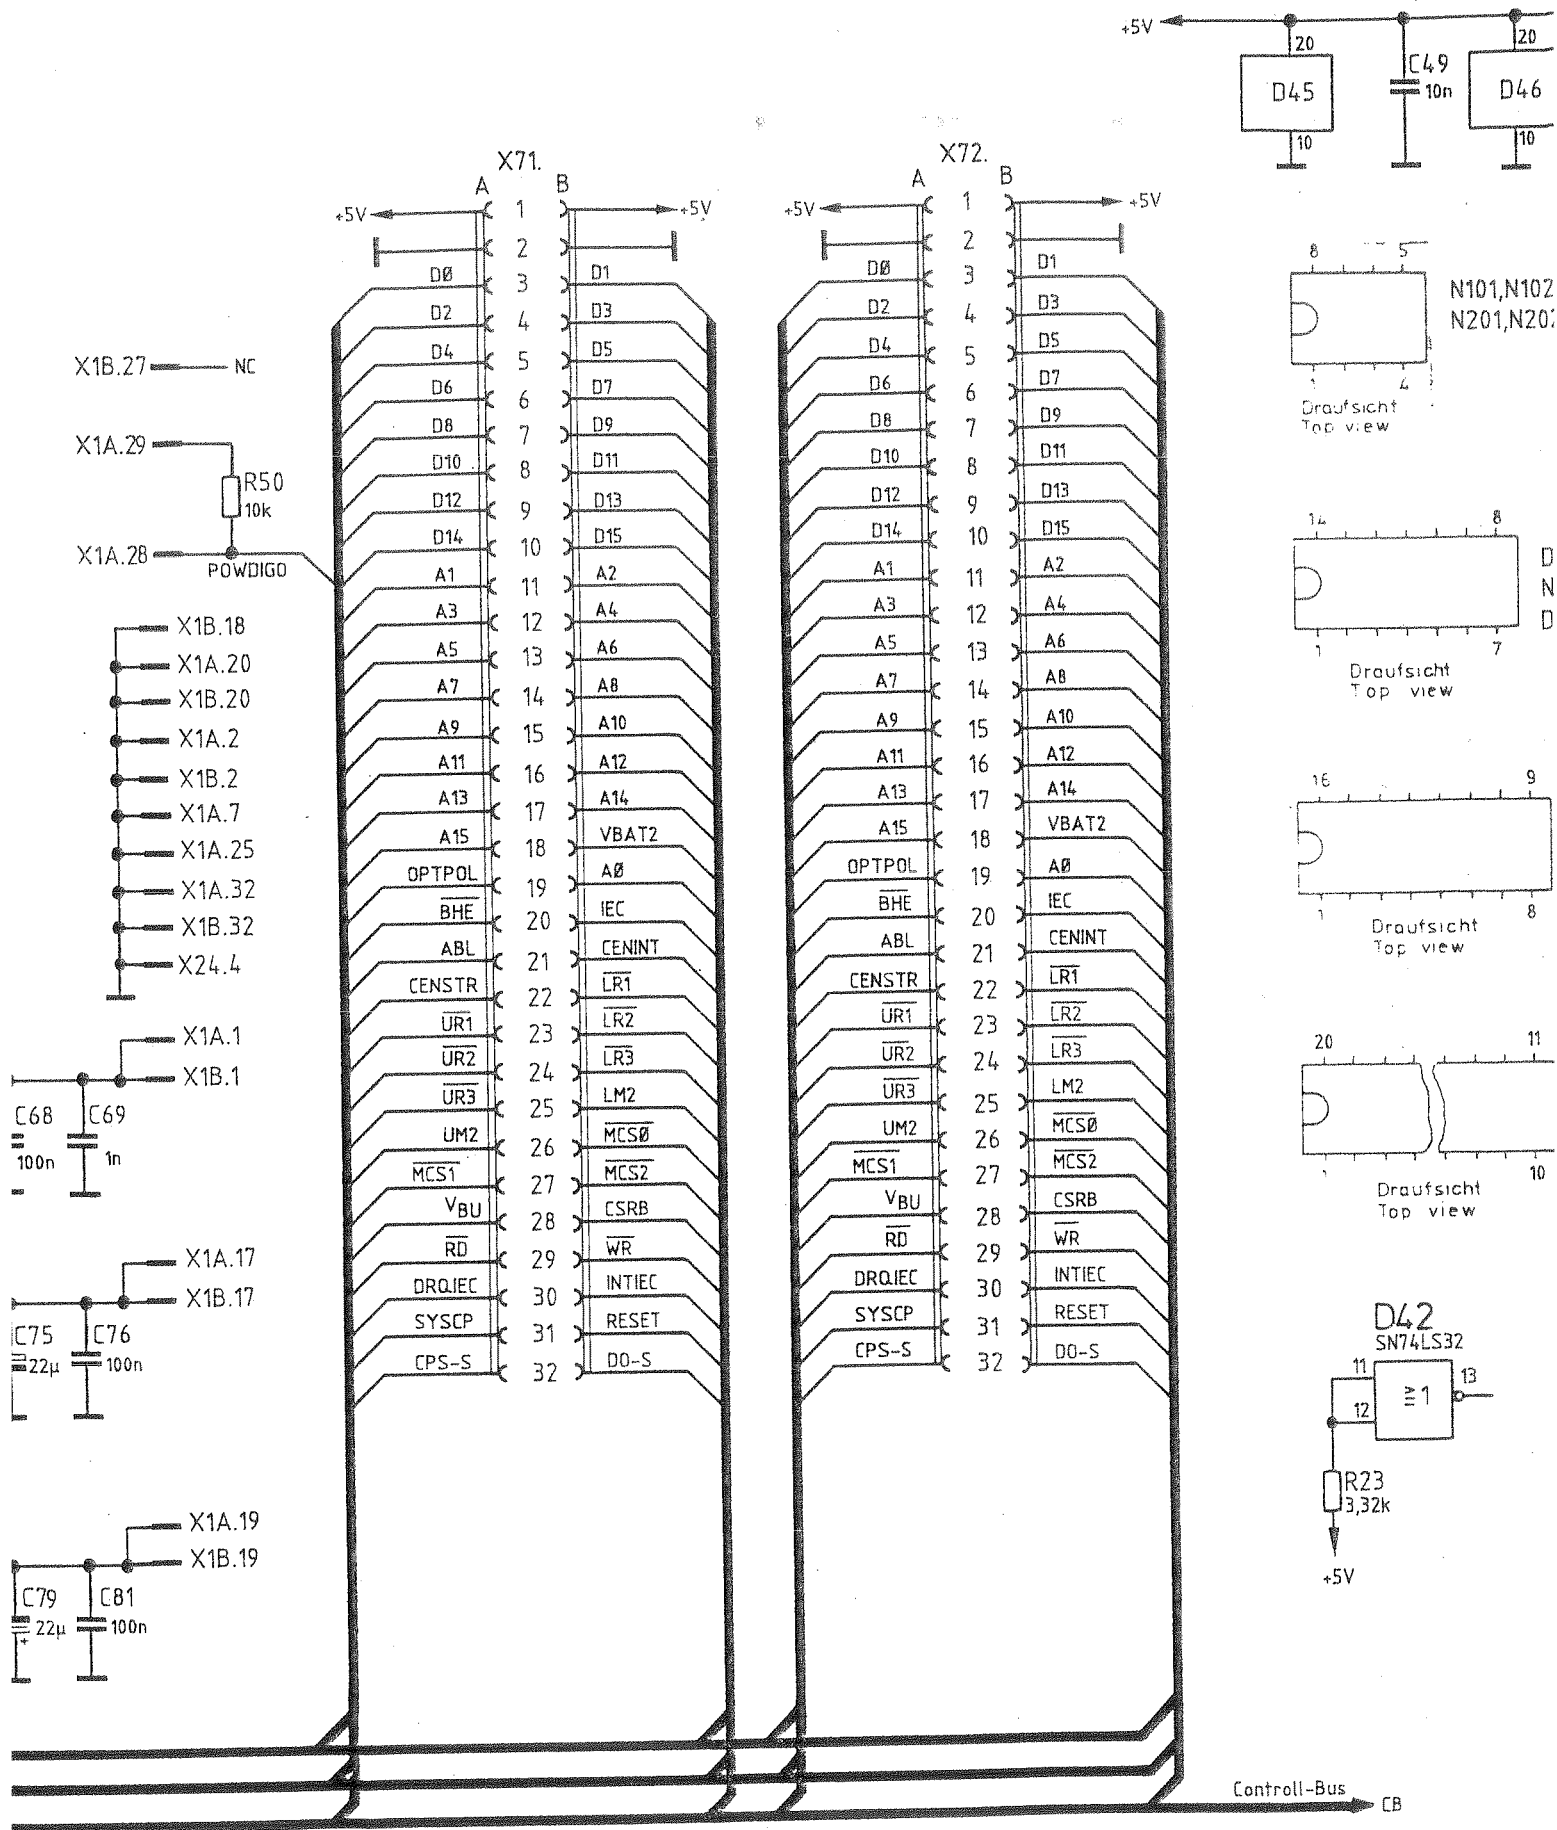 +5V
20
D45
10
C49
10n
20
D46
10
X71.
A B
+5V 1 +5V
2
D0 3 D1
D2 4 D3
D4 5 D5
D6 6 D7
D8 7 D9
D10 8 D11
D12 9 D13
D14 10 D15
A1 11 A2
A3 12 A4
A5 13 A6
A7 14 A8
A9 15 A10
A11 16 A12
A13 17 A14
A15 18 VBAT2
OPTPOL 19 A0
BHE 20 IEC
ABL 21 CENINT
CENSTR 22 LR1
UR1 23 LR2
UR2 24 LR3
UR3 25 LM2
UM2 26 MCS0
MCS1 27 MCS2
VBU 28 CSRB
RD 29 WR
DRQIEC 30 INTIEC
SYSCP 31 RESET
CPS-S 32 DO-S
X72.
A B
+5V 1 +5V
2
D0 3 D1
D2 4 D3
D4 5 D5
D6 6 D7
D8 7 D9
D10 8 D11
D12 9 D13
D14 10 D15
A1 11 A2
A3 12 A4
A5 13 A6
A7 14 A8
A9 15 A10
A11 16 A12
A13 17 A14
A15 18 VBAT2
OPTPOL 19 A0
BHE 20 IEC
ABL 21 CENINT
CENSTR 22 LR1
UR1 23 LR2
UR2 24 LR3
UR3 25 LM2
UM2 26 MCS0
MCS1 27 MCS2
VBU 28 CSRB
RD 29 WR
DRQIEC 30 INTIEC
SYSCP 31 RESET
CPS-S 32 DO-S
X1B.27 NC
X1A.29
R50
10k
X1A.28
POWDIGO
X1B.18
X1A.20
X1B.20
X1A.2
X1B.2
X1A.7
X1A.25
X1A.32
X1B.32
X24.4
X1A.1
X1B.1
C68
100n
C69
1n
X1A.17
X1B.17
C75
22µ
C76
100n
X1A.19
X1B.19
C79
+ 22µ
C81
100n
8 5
N101,N102
N201,N202
1 4
Draufsicht
Top view
14 8
D
N
D
1 7
Draufsicht
Top view
16 9
1 8
Draufsicht
Top view
20 11
1 10
Draufsicht
Top view
D42
SN74LS32
11
12
≥1
13
R23
3,32k
+5V
Controll-Bus
CB